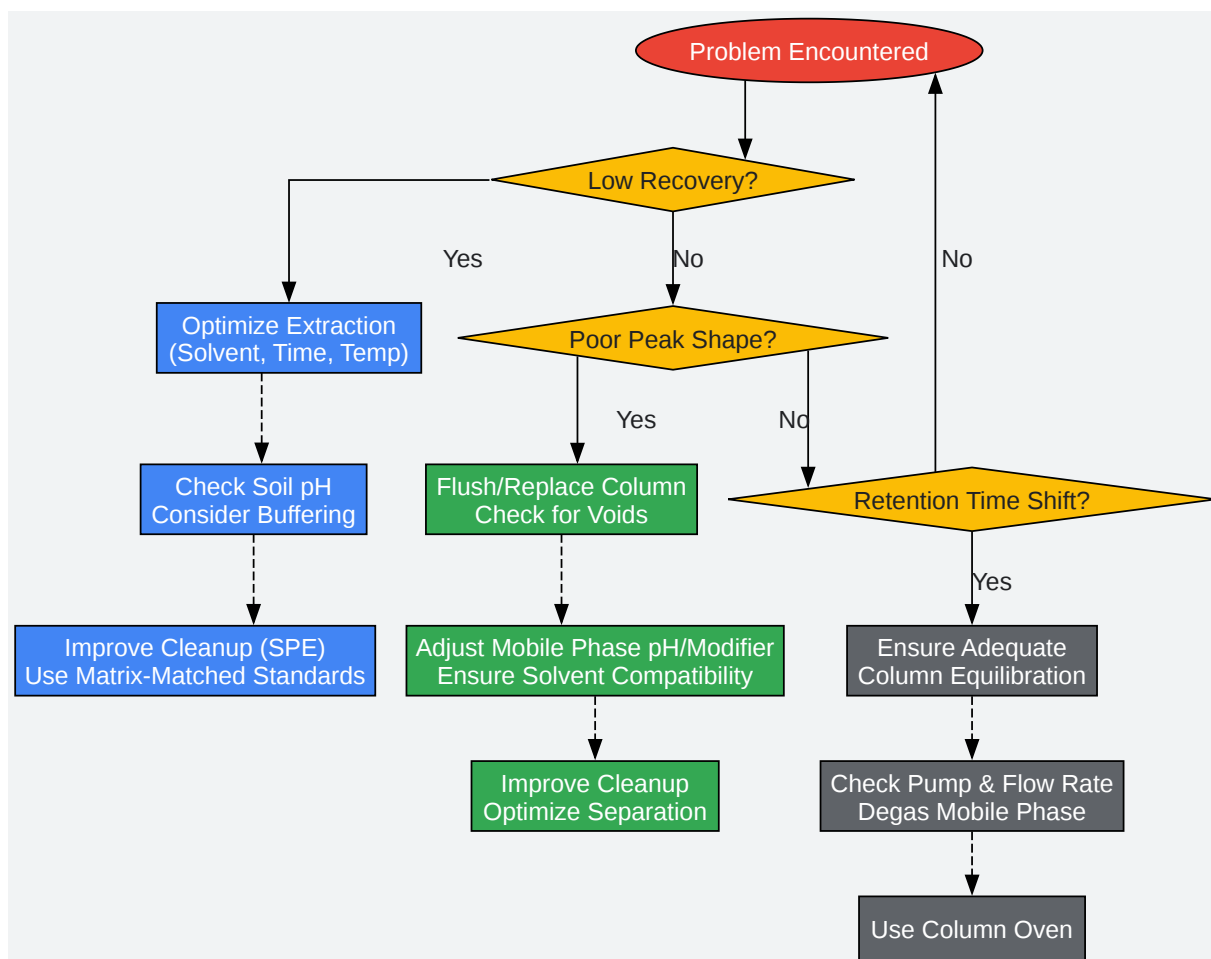 Problem Encountered
Low Recovery?
Yes
No
No
Optimize Extraction
(Solvent, Time, Temp)
Poor Peak Shape?
Yes
No
Check Soil pH
Consider Buffering
Flush/Replace Column
Check for Voids
Retention Time Shift?
Yes
Improve Cleanup (SPE)
Use Matrix-Matched Standards
Adjust Mobile Phase pH/Modifier
Ensure Solvent Compatibility
Ensure Adequate
Column Equilibration
Improve Cleanup
Optimize Separation
Check Pump & Flow Rate
Degas Mobile Phase
Use Column Oven